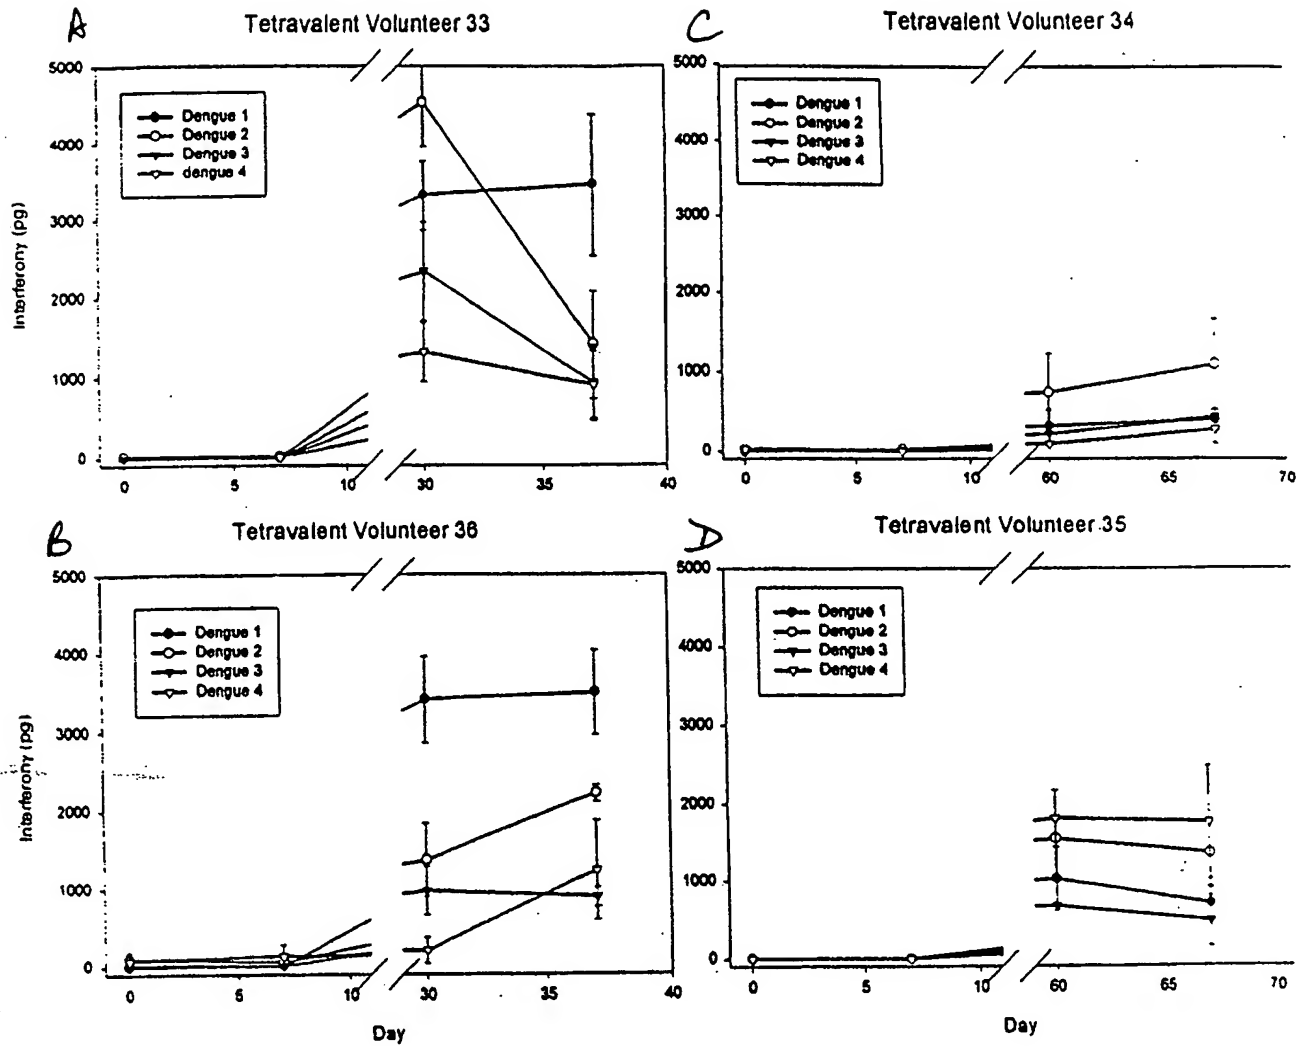 A
Tetravalent Volunteer 33
5000
4000
3000
2000
1000
0
Interferonγ (pg)
Dengue 1
Dengue 2
Dengue 3
dengue 4
0 5 10 30 35 40
C
Tetravalent Volunteer 34
5000
4000
3000
2000
1000
0
Dengue 1
Dengue 2
Dengue 3
Dengue 4
0 5 10 60 65 70
B
Tetravalent Volunteer 36
5000
4000
3000
2000
1000
0
Interferonγ (pg)
Dengue 1
Dengue 2
Dengue 3
Dengue 4
0 5 10 30 35 40
Day
D
Tetravalent Volunteer 35
5000
4000
3000
2000
1000
0
Dengue 1
Dengue 2
Dengue 3
Dengue 4
0 5 10 60 65 70
Day